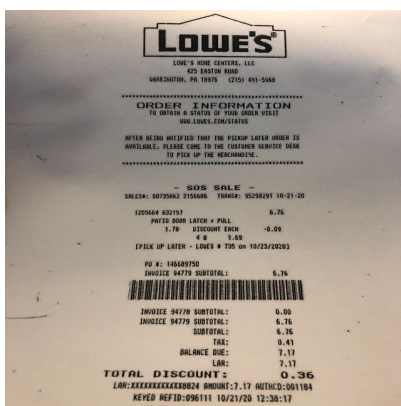 LOWE'S®
LOWE'S HOME CENTERS, LLC
425 EASTON ROAD
WARRINGTON, PA 18976 (215) 491-5968
ORDER INFORMATION
TO OBTAIN A STATUS OF YOUR ORDER VISIT
WWW.LOWES.COM/STATUS
AFTER BEING NOTIFIED THAT THE PICKUP LATER ORDER IS
AVAILABLE, PLEASE COME TO THE CUSTOMER SERVICE DESK
TO PICK UP THE MERCHANDISE.
- SOS SALE -
SALES#: S0735AK2 2156686 TRANS#: 95298291 10-21-20
1205664 632157 6.76
PATIO DOOR LATCH + PULL
1.78 DISCOUNT EACH -0.09
4 @ 1.69
[PICK UP LATER - LOWES # 735 on 10/23/2020]
PO #: 146689750
INVOICE 94779 SUBTOTAL: 6.76
INVOICE 94778 SUBTOTAL: 0.00
INVOICE 94779 SUBTOTAL: 6.76
SUBTOTAL: 6.76
TAX: 0.41
BALANCE DUE: 7.17
LAR: 7.17
TOTAL DISCOUNT: 0.36
LAR:XXXXXXXXXXXX8824 AMOUNT:7.17 AUTHCD:001184
KEYED REFID:096111 10/21/20 12:38:17